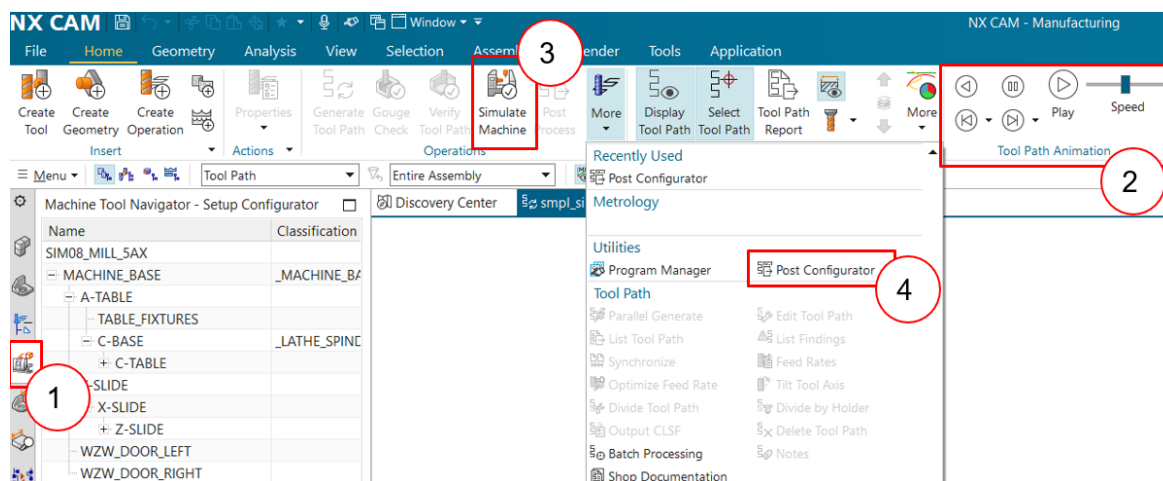 NX CAM Window NX CAM - Manufacturing
File Home Geometry Analysis View Selection ender Tools Application
3
Create Tool
Create Geometry
Create Operation
Properties
Generate Tool Path
Gouge Check
Verify Tool Path
Simulate Machine
Post
More
Display Tool Path
Select Tool Path
Tool Path Report
More
Play
Speed
Insert Actions Operations Tool Path Animation
2
Menu Tool Path Entire Assembly
Machine Tool Navigator - Setup Configurator
Discovery Center
smpl_si
Name Classification
SIM08_MILL_5AX
MACHINE_BASE _MACHINE_BA
A-TABLE
TABLE_FIXTURES
C-BASE _LATHE_SPIND
C-TABLE
-SLIDE
X-SLIDE
Z-SLIDE
WZW_DOOR_LEFT
WZW_DOOR_RIGHT
1
Recently Used
Post Configurator
Metrology
Utilities
Program Manager Post Configurator
4
Tool Path
Parallel Generate Edit Tool Path
List Tool Path List Findings
Synchronize Feed Rates
Optimize Feed Rate Tilt Tool Axis
Divide Tool Path Divide by Holder
Output CLSF Delete Tool Path
Batch Processing Notes
Shop Documentation